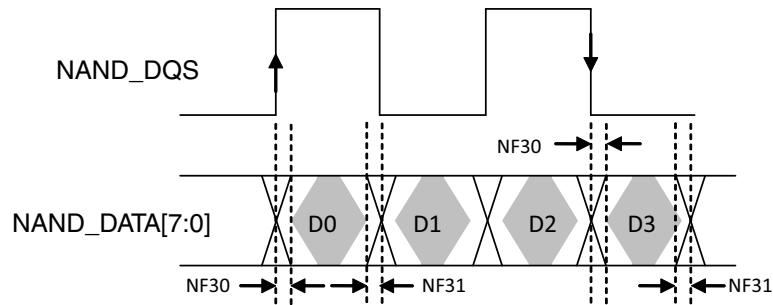 NAND_DQS
NF30
NAND_DATA[7:0]
D0
D1
D2
D3
NF30
NF31
NF31